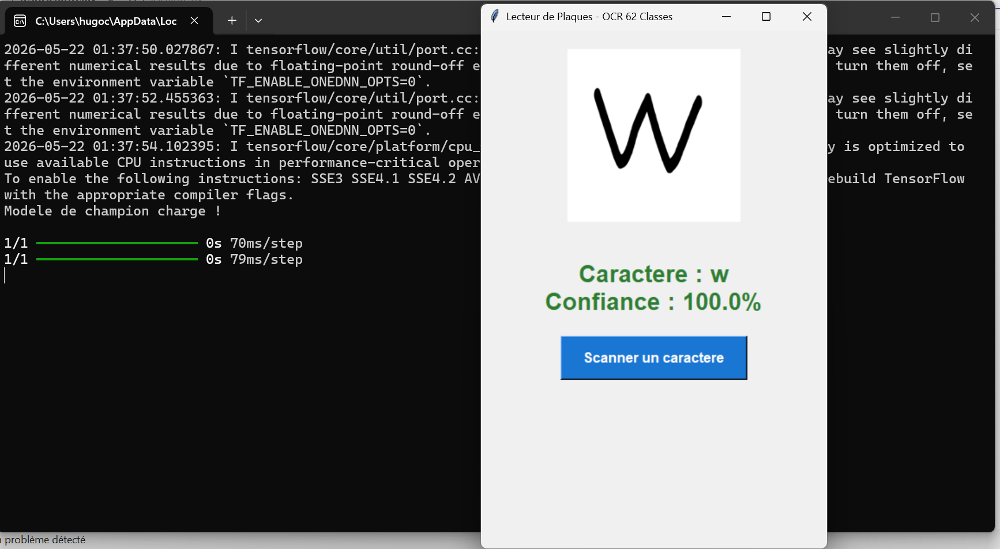 C:\Users\hugoc\AppData\Loc
2026-05-22 01:37:50.027867: I tensorflow/core/util/port.cc:
ay see slightly di
fferent numerical results due to floating-point round-off e
turn them off, se
t the environment variable `TF_ENABLE_ONEDNN_OPTS=0`.
2026-05-22 01:37:52.455363: I tensorflow/core/util/port.cc:
ay see slightly di
fferent numerical results due to floating-point round-off e
turn them off, se
t the environment variable `TF_ENABLE_ONEDNN_OPTS=0`.
2026-05-22 01:37:54.102395: I tensorflow/core/platform/cpu_
y is optimized to
use available CPU instructions in performance-critical oper
To enable the following instructions: SSE3 SSE4.1 SSE4.2 AV
ebuild TensorFlow
with the appropriate compiler flags.
Modele de champion charge !
1/1 0s 70ms/step
1/1 0s 79ms/step
problème détecté
Lecteur de Plaques - OCR 62 Classes
W
Caractere : w
Confiance : 100.0%
Scanner un caractere